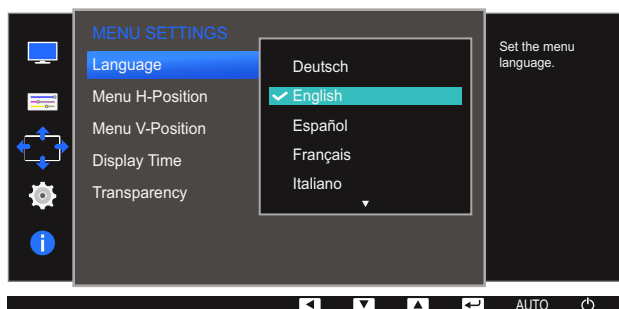 MENU SETTINGS
Language
Menu H-Position
Menu V-Position
Display Time
Transparency
Deutsch
English
Español
Français
Italiano
Set the menu
language.
i
AUTO